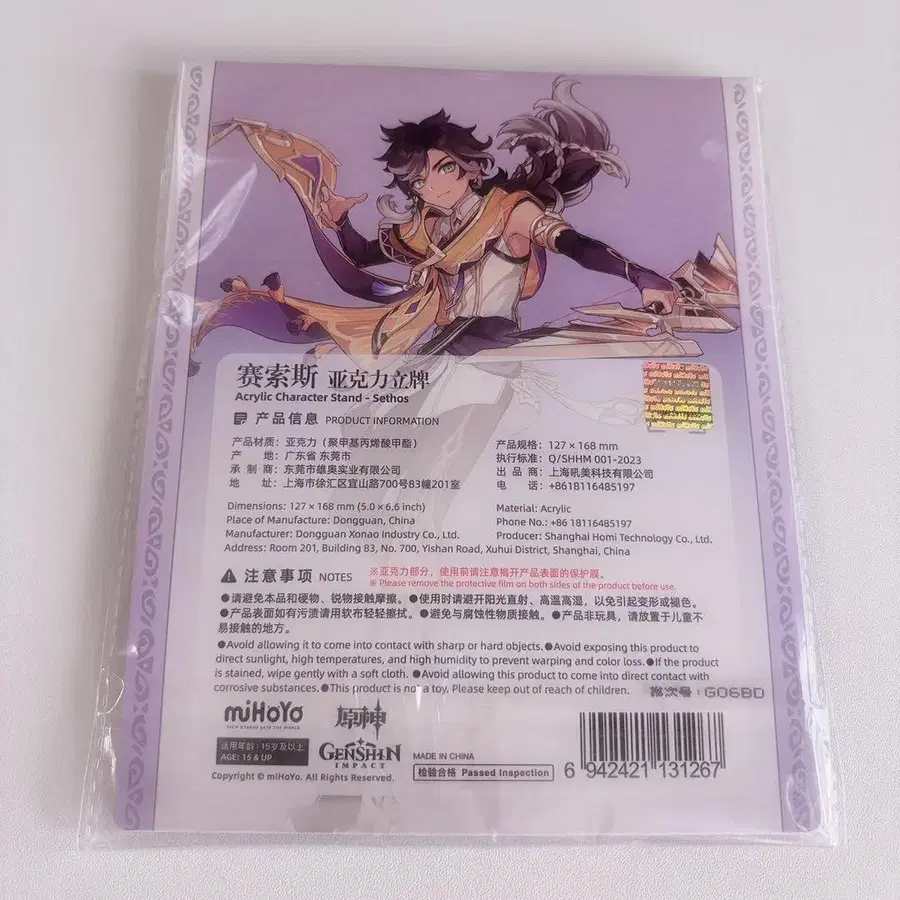 赛索斯 亚克力立牌
Acrylic Character Stand - Sethos
产品信息 PRODUCT INFORMATION
产品材质：亚克力（聚甲基丙烯酸甲酯）
产 地：广东省 东莞市
承 制 商：东莞市雄奥实业有限公司
地 址：上海市徐汇区宜山路700号83幢201室
产品规格：127 × 168 mm
执行标准：Q/SHHM 001-2023
出 品 商：上海吼美科技有限公司
电 话：+8618116485197
Dimensions: 127 × 168 mm (5.0 × 6.6 inch)
Place of Manufacture: Dongguan, China
Manufacturer: Dongguan Xonao Industry Co., Ltd.
Address: Room 201, Building 83, No. 700, Yishan Road, Xuhui District, Shanghai, China
Material: Acrylic
Phone No.: +86 18116485197
Producer: Shanghai Homi Technology Co., Ltd.
注意事项 NOTES
※亚克力部分，使用前请注意揭开产品表面的保护膜。
※ Please remove the protective film on both sides of the product before use.
●请避免本品和硬物、锐物接触摩擦。●使用时请避开阳光直射、高温高湿，以免引起变形或褪色。
●产品表面如有污渍请用软布轻轻擦拭。●避免与腐蚀性物质接触。●产品非玩具，请放置于儿童不
易接触的地方。
●Avoid allowing it to come into contact with sharp or hard objects.●Avoid exposing this product to
direct sunlight, high temperatures, and high humidity to prevent warping and color loss.●If the product
is stained, wipe gently with a soft cloth.●Avoid allowing this product to come into direct contact with
corrosive substances.●This product is not a toy. Please keep out of reach of children.
批次号：G06BD
miHoYo
TECH OTAKUS SAVE THE WORLD
适用年龄：15岁及以上
AGE: 15 & UP
Copyright © miHoYo. All Rights Reserved.
原神
GENSHIN
IMPACT
MADE IN CHINA
检验合格 Passed Inspection
6 942421 131267